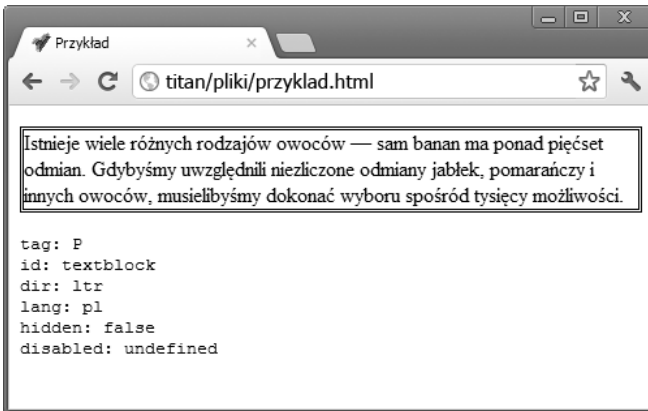 Przykład
titan/pliki/przyklad.html
Istnieje wiele różnych rodzajów owoców — sam banan ma ponad pięćset
odmian. Gdybyśmy uwzględnili niezliczone odmiany jabłek, pomarańczy i
innych owoców, musielibyśmy dokonać wyboru spośród tysięcy możliwości.
tag: P
id: textblock
dir: ltr
lang: pl
hidden: false
disabled: undefined